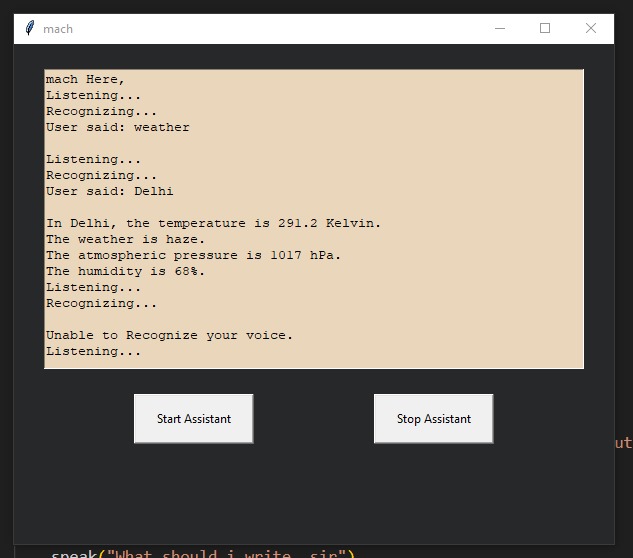 mach
mach Here,
Listening...
Recognizing...
User said: weather
Listening...
Recognizing...
User said: Delhi
In Delhi, the temperature is 291.2 Kelvin.
The weather is haze.
The atmospheric pressure is 1017 hPa.
The humidity is 68%.
Listening...
Recognizing...
Unable to Recognize your voice.
Listening...
Start Assistant
Stop Assistant
ut
speak("What should i write, sir")